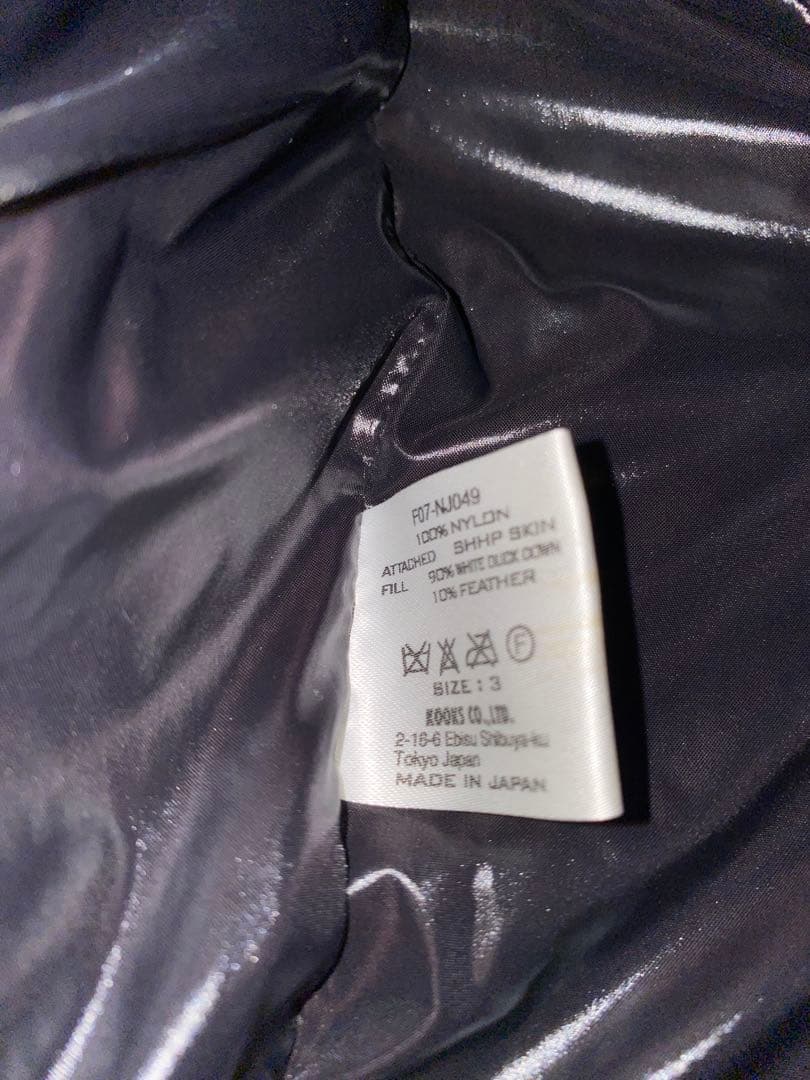 F07-NJ049
100% NYLON
ATTACHED SHHP SKIN
FILL 90% WHITE DUCK DOWN
10% FEATHER
F
SIZE : 3
KOOKS CO.,LTD.
2-16-6 Ebisu Shibuya-ku
Tokyo Japan
MADE IN JAPAN